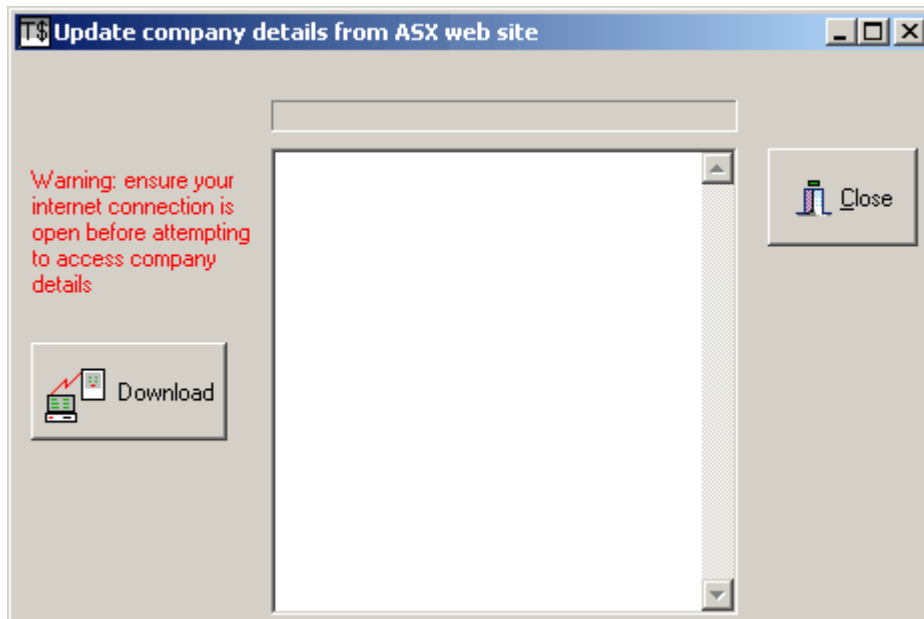 T$ Update company details from ASX web site
Warning: ensure your
internet connection is
open before attempting
to access company
details
Close
Download